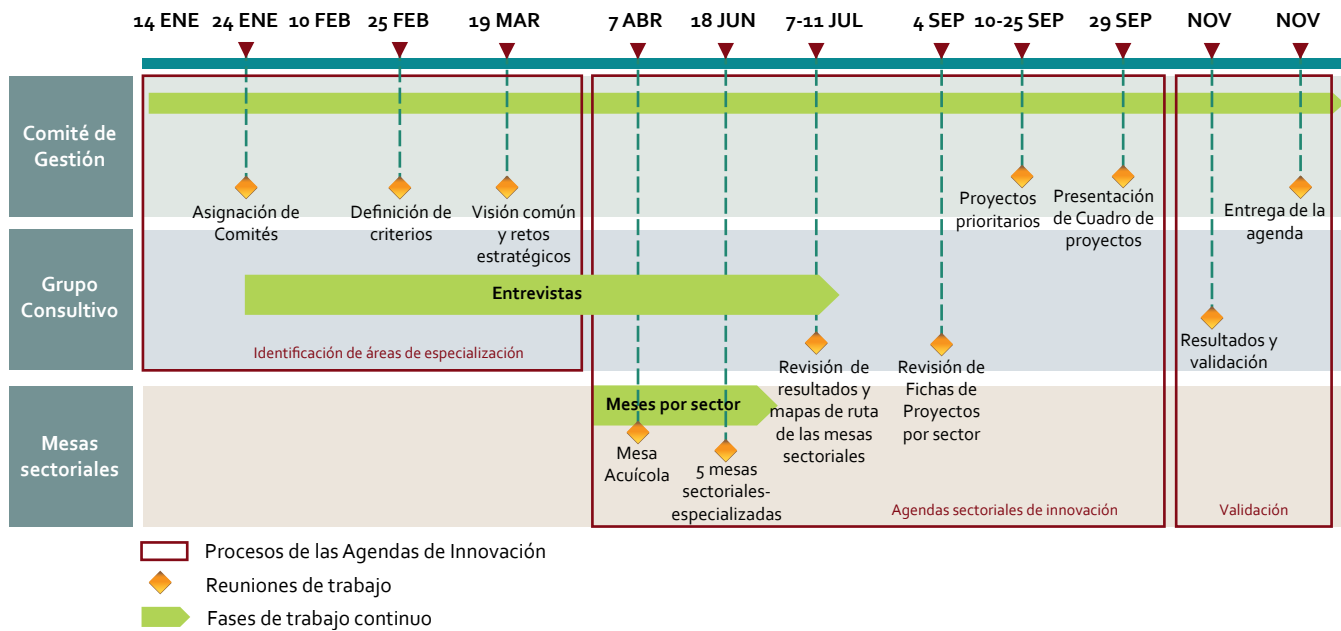 14 ENE 24 ENE 10 FEB 25 FEB 19 MAR 7 ABR 18 JUN 7-11 JUL 4 SEP 10-25 SEP 29 SEP NOV NOV
Comité de
Gestión
Asignación de
Comités
Definición de
criterios
Visión común
y retos
estratégicos
Proyectos
prioritarios
Presentación
de Cuadro de
proyectos
Entrega de la
agenda
Grupo
Consultivo
Entrevistas
Identificación de áreas de especialización
Revisión de
resultados y
mapas de ruta
de las mesas
sectoriales
Revisión de
Fichas de
Proyectos
por sector
Resultados y
validación
Mesas
sectoriales
Meses por sector
Mesa
Acuícola
5 mesas
sectoriales-
especializadas
Agendas sectoriales de innovación
Validación
Procesos de las Agendas de Innovación
Reuniones de trabajo
Fases de trabajo continuo